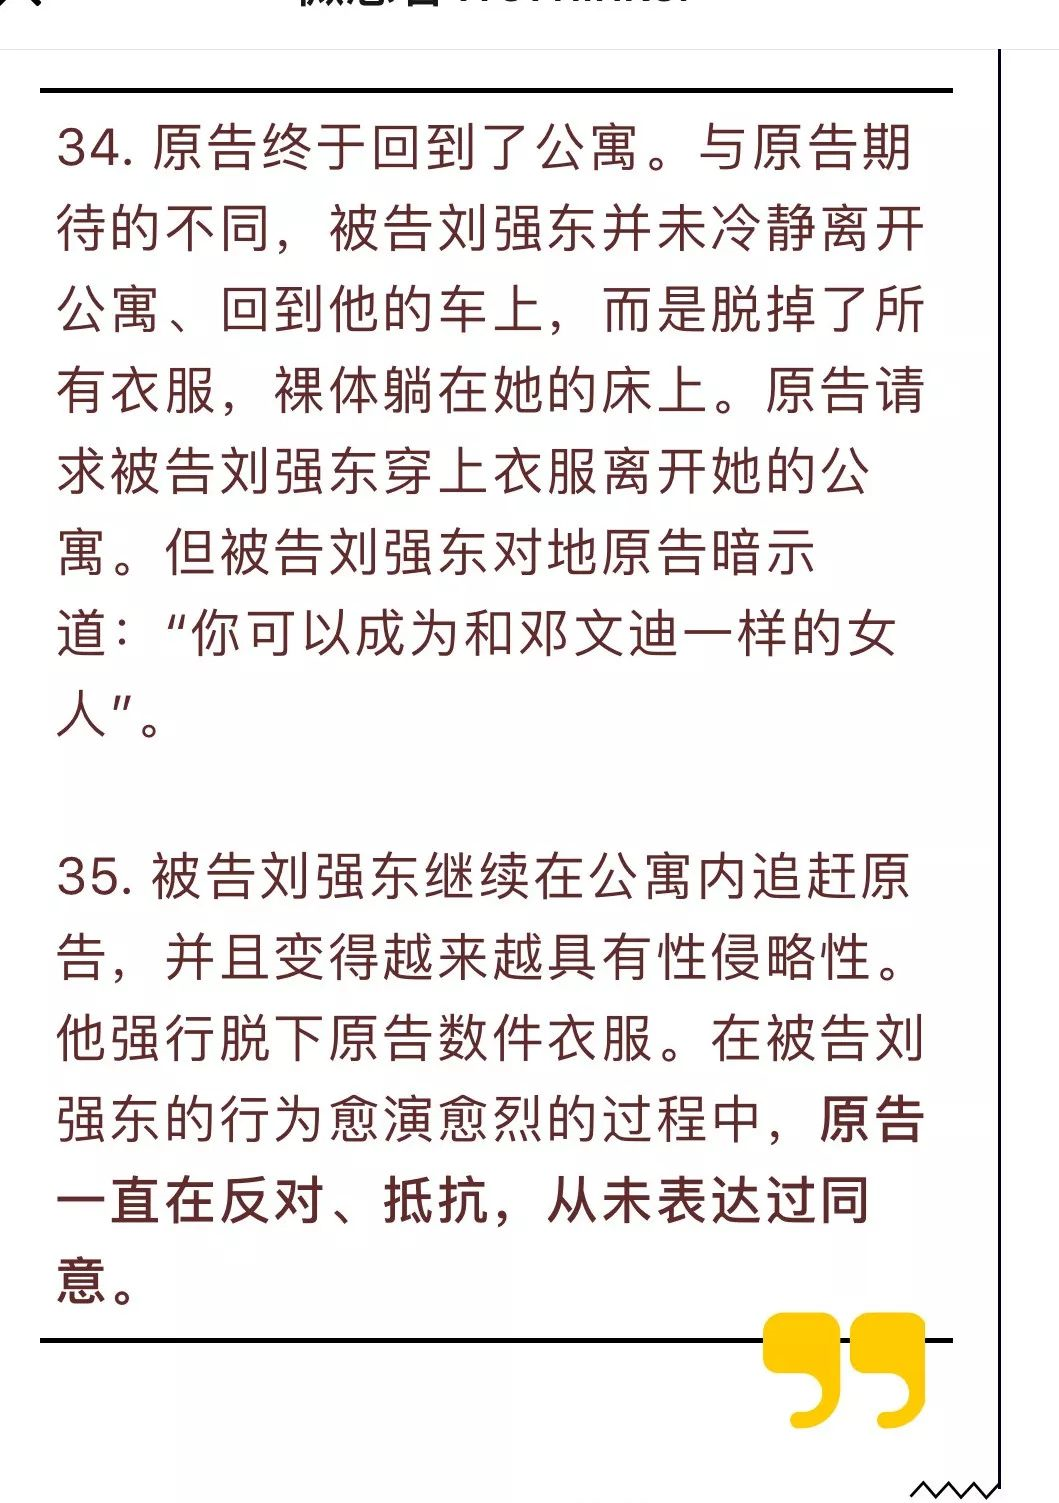 34. 原告终于回到了公寓。与原告期
待的不同，被告刘强东并未冷静离开
公寓、回到他的车上，而是脱掉了所
有衣服，裸体躺在她的床上。原告请
求被告刘强东穿上衣服离开她的公
寓。但被告刘强东对地原告暗示
道：“你可以成为和邓文迪一样的女
人”。
35. 被告刘强东继续在公寓内追赶原
告，并且变得越来越具有性侵略性。
他强行脱下原告数件衣服。在被告刘
强东的行为愈演愈烈的过程中，原告
一直在反对、抵抗，从未表达过同
意。